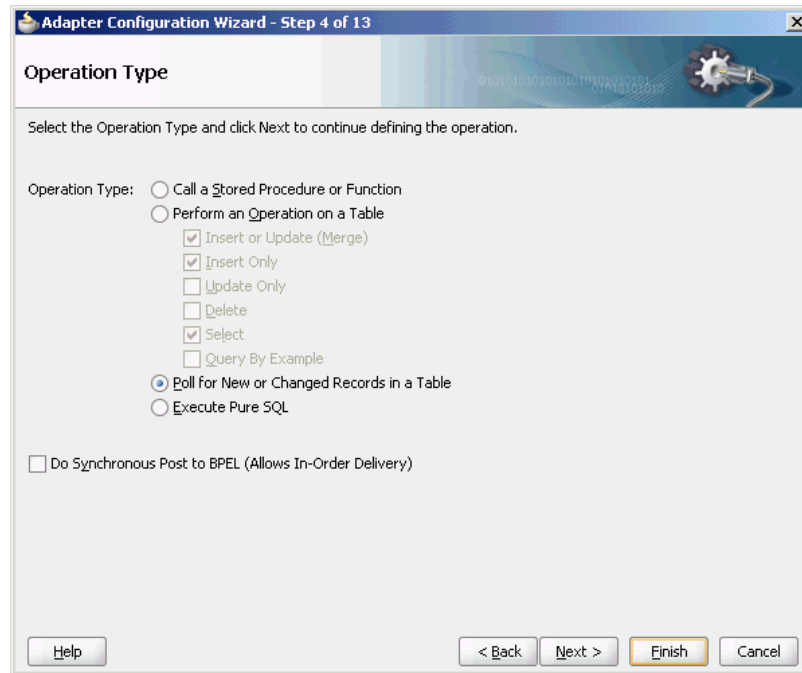 Adapter Configuration Wizard - Step 4 of 13
Operation Type
Select the Operation Type and click Next to continue defining the operation.
Operation Type: Call a Stored Procedure or Function
Perform an Operation on a Table
Insert or Update (Merge)
Insert Only
Update Only
Delete
Select
Query By Example
Poll for New or Changed Records in a Table
Execute Pure SQL
Do Synchronous Post to BPEL (Allows In-Order Delivery)
Help < Back Next > Finish Cancel